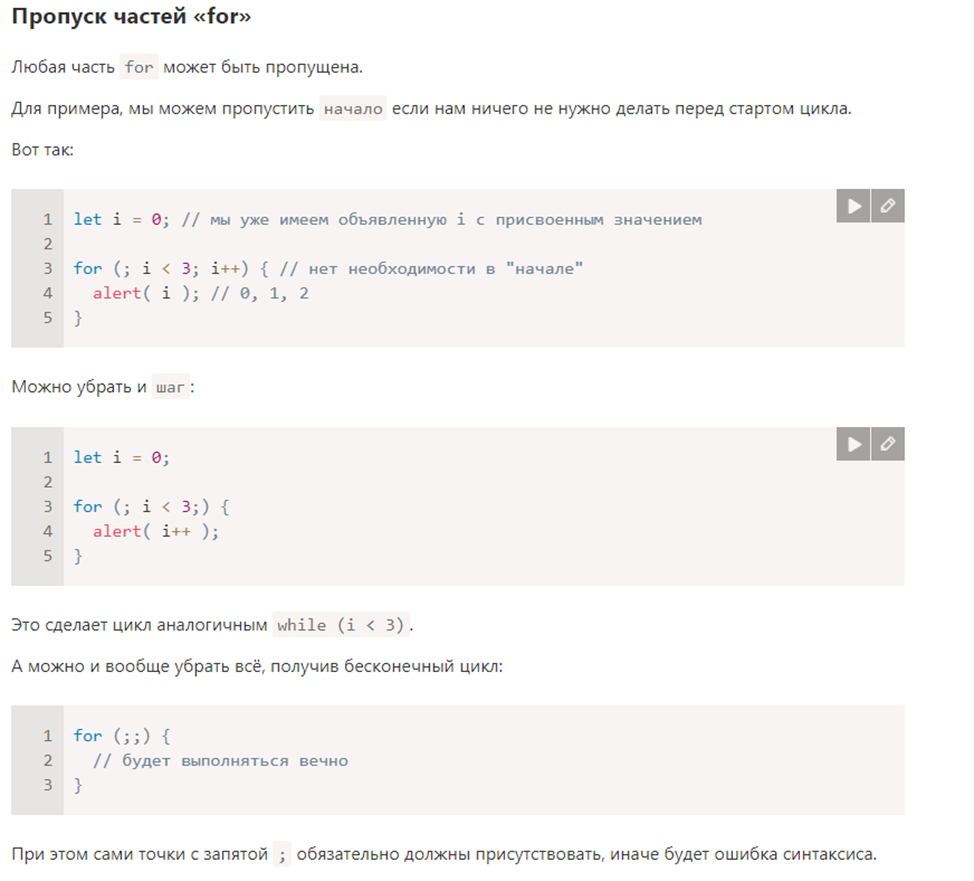 Пропуск частей «for»
Любая часть for может быть пропущена.
Для примера, мы можем пропустить начало если нам ничего не нужно делать перед стартом цикла.
Вот так:
1 let i = 0; // мы уже имеем объявленную i с присвоенным значением
2
3 for (; i < 3; i++) { // нет необходимости в "начале"
4   alert( i ); // 0, 1, 2
5 }
Можно убрать и шаг:
1 let i = 0;
2
3 for (; i < 3;) {
4   alert( i++ );
5 }
Это сделает цикл аналогичным while (i < 3).
А можно и вообще убрать всё, получив бесконечный цикл:
1 for (;;) {
2   // будет выполняться вечно
3 }
При этом сами точки с запятой ; обязательно должны присутствовать, иначе будет ошибка синтаксиса.